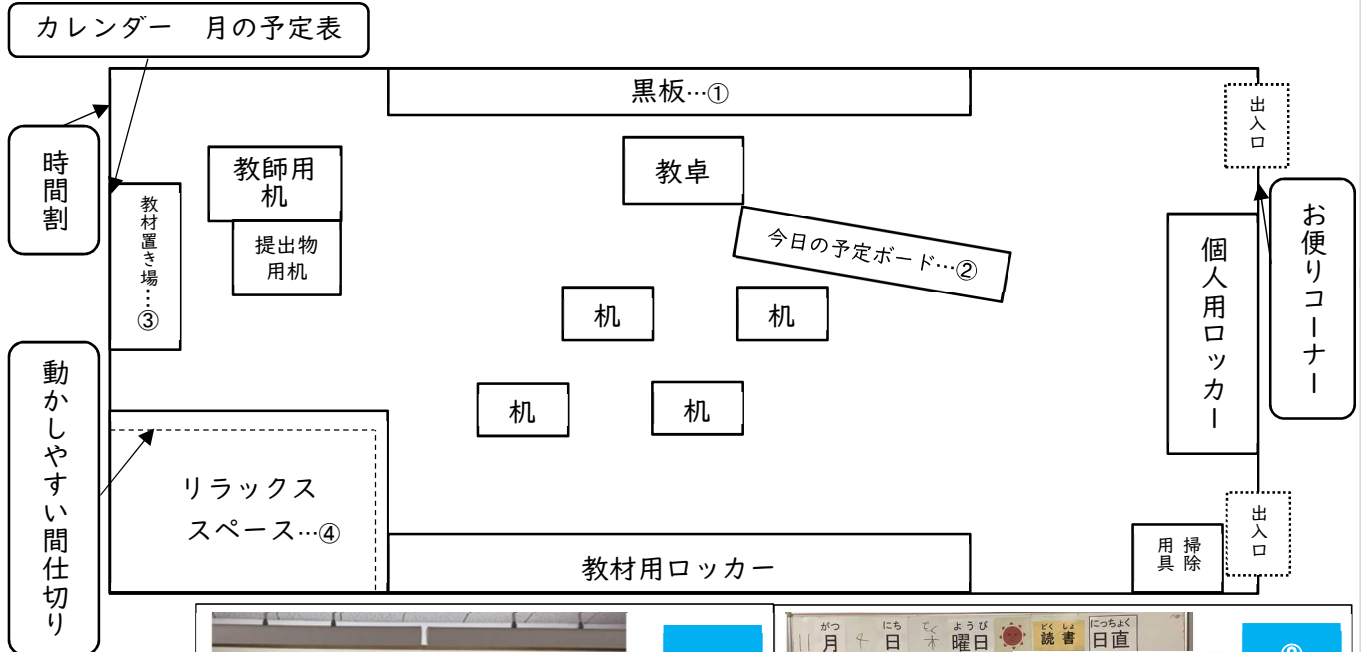 カレンダー　月の予定表
黒板…①
出入口
時間割
教師用
机
教卓
教材置き場…③
提出物
用机
今日の予定ボード…②
お便りコーナー
個人用ロッカー
机
机
動かしやすい間仕切り
机
机
リラックス
スペース…④
出入口
掃除
用具
教材用ロッカー
がつ にち ようび どくしょ にっちょく
月 4 日 木 曜日 読書 日直